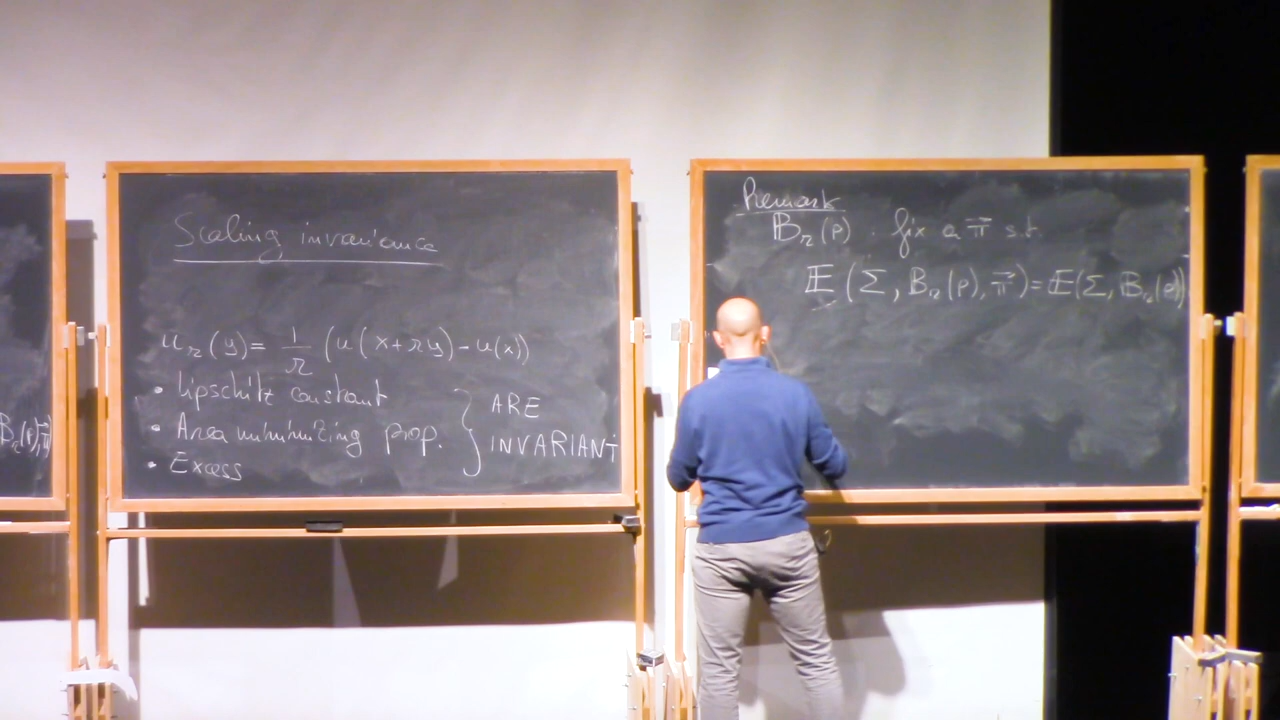 B_r(p), π⃗)
Scaling invariance
u_r(y) = 1/r (u(x+ry) - u(x))
• Lipschitz constant
• Area minimizing prop. } ARE INVARIANT
• Excess
Remark
B_r(p). fix a π⃗ s.t.
E(Σ, B_r(p), π⃗) = E(Σ, B_r(p))